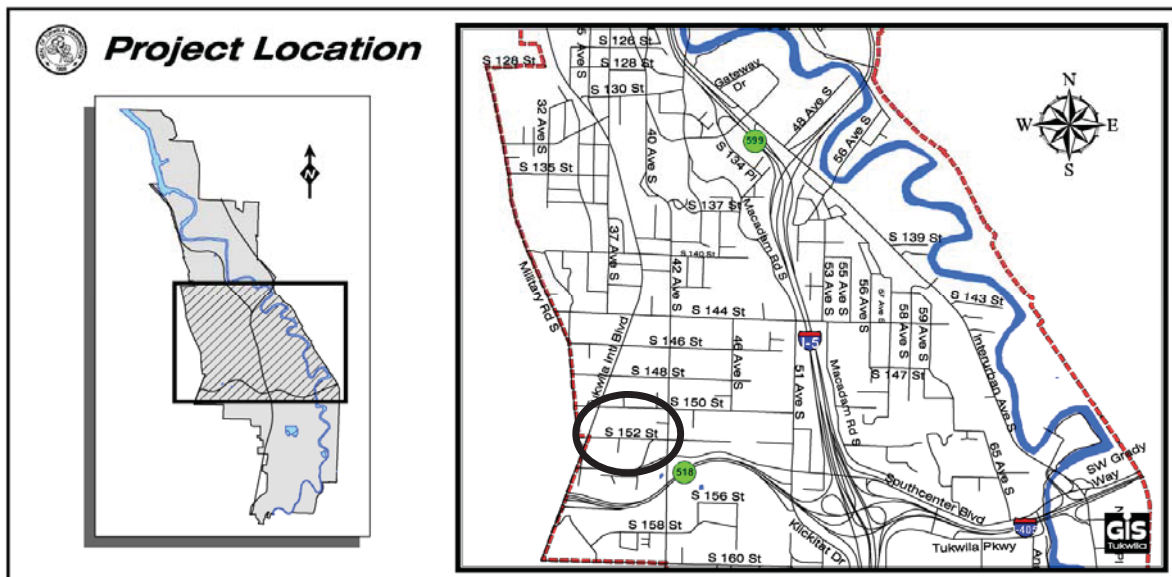 Project Location
N
N
W
E
S
S 126 St
S 128 St
S 128 St
S 130 St
Gateway
Dr
32 Ave S
40 Ave S
48 Ave S
56 Ave S
599
S 134 Pl
S 135 St
S 137 St
Macadam Rd S
S 139 St
37 Ave S
S 140 St
42 Ave S
53 Ave S
55 Ave S
56 Ave S
57 Ave S
58 Ave S
59 Ave S
S 143 St
Military Rd S
S 144 St
I-5
S 146 St
46 Ave S
Interurban Ave S
S 147 St
S 148 St
51 Ave S
Macadam Rd S
Tukwila Intl Blvd
S 150 St
S 152 St
65 Ave S
SW Grady
Way
518
S 156 St
Southcenter Blvd
S 158 St
Klickitat Dr
Tukwila Pkwy
S 160 St
GIS
Tukwila